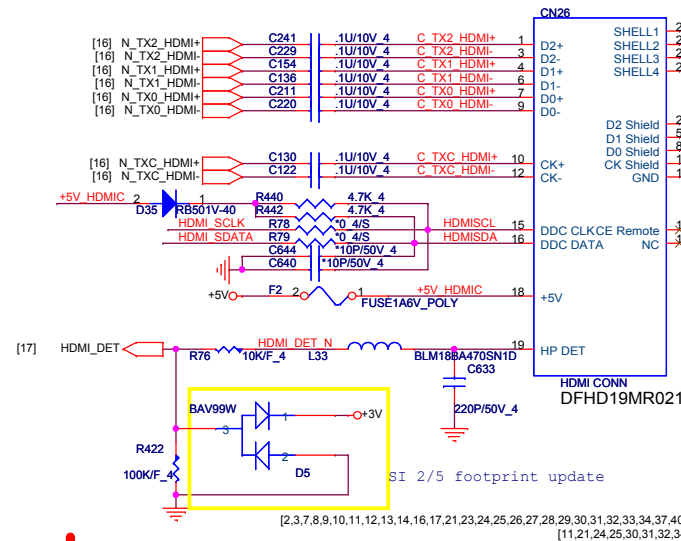 CN26
[16] N_TX2_HDMI+ C241 .1U/10V_4 C_TX2_HDMI+ 1 D2+ SHELL1
[16] N_TX2_HDMI- C229 .1U/10V_4 C_TX2_HDMI- 3 D2- SHELL2
[16] N_TX1_HDMI+ C154 .1U/10V_4 C_TX1_HDMI+ 4 D1+ SHELL3
[16] N_TX1_HDMI- C136 .1U/10V_4 C_TX1_HDMI- 6 D1- SHELL4
[16] N_TX0_HDMI+ C211 .1U/10V_4 C_TX0_HDMI+ 7 D0+
[16] N_TX0_HDMI- C220 .1U/10V_4 C_TX0_HDMI- 9 D0-
D2 Shield
D1 Shield
D0 Shield
[16] N_TXC_HDMI+ C130 .1U/10V_4 C_TXC_HDMI+ 10 CK+ CK Shield
[16] N_TXC_HDMI- C122 .1U/10V_4 C_TXC_HDMI- 12 CK- GND
+5V_HDMIC 2 1 R440 4.7K_4
D35 RB501V-40 R442 4.7K_4
HDMI_SCLK R78 *0_4/S HDMISCL 15 DDC CLK CE Remote
HDMI_SDATA R79 *0_4/S HDMISDA 16 DDC DATA NC
C644 *10P/50V_4
C640
+5V F2 2 1 +5V_HDMIC 18 +5V
FUSE1A6V_POLY
[17] HDMI_DET HDMI_DET_N 19 HP DET
R76 10K/F_4 L33 BLM18BA470SN1D
C633
220P/50V_4
HDMI CONN
DFHD19MR021
BAV99W 1 +3V
3
R422
100K/F_4
2
D5
SI 2/5 footprint update
[2,3,7,8,9,10,11,12,13,14,16,17,21,23,24,25,26,27,28,29,30,31,32,33,34,37,40
[11,21,24,25,30,31,32,3